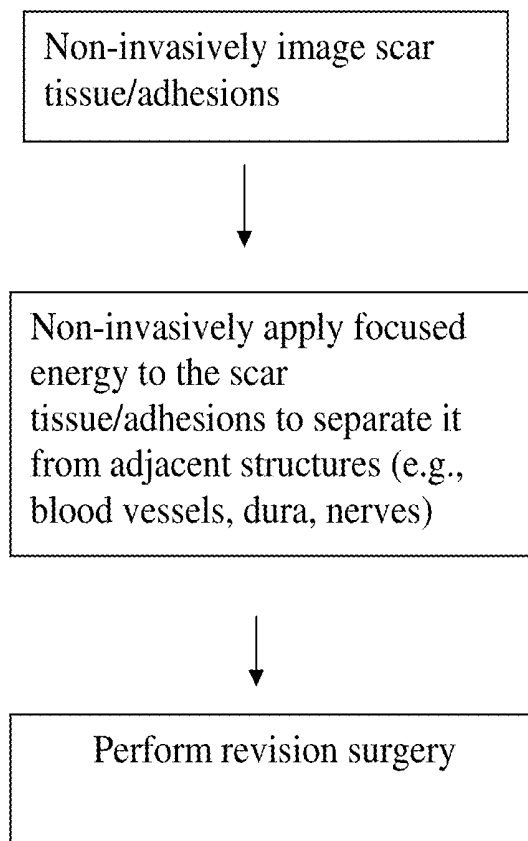 Non-invasively image scar
tissue/adhesions
Non-invasively apply focused
energy to the scar
tissue/adhesions to separate it
from adjacent structures (e.g.,
blood vessels, dura, nerves)
Perform revision surgery